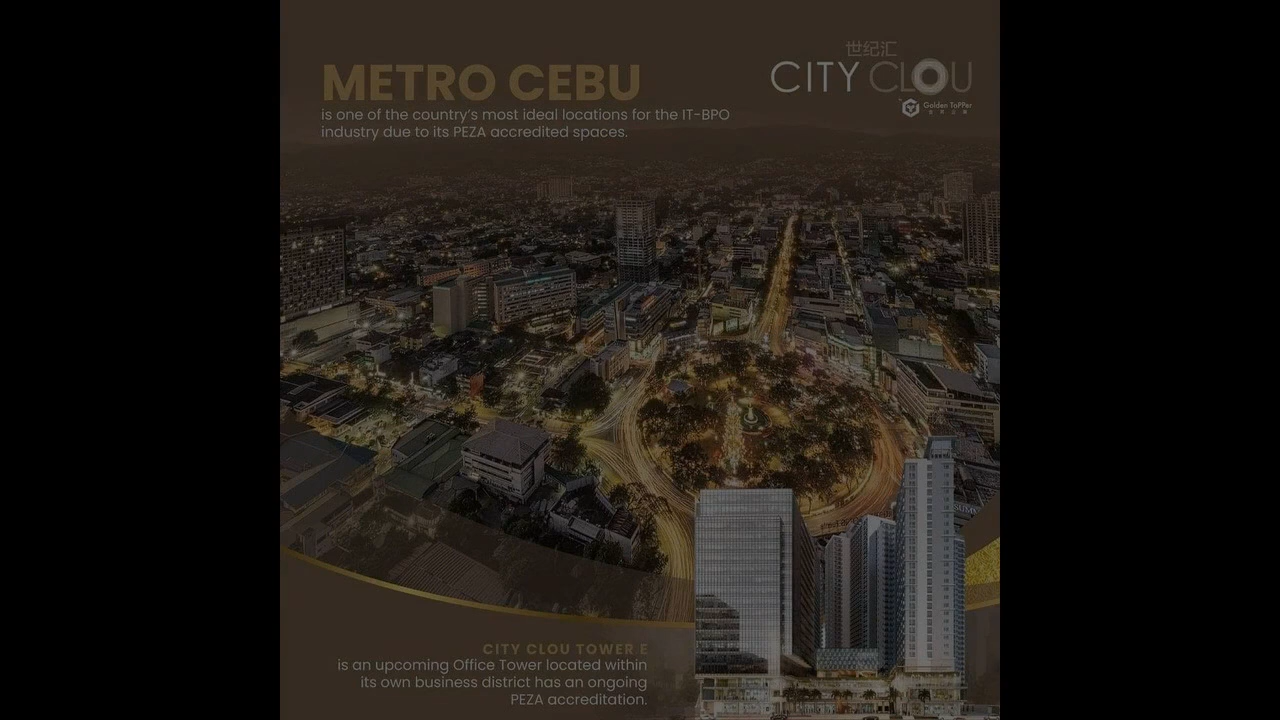 METRO CEBU
is one of the country's most ideal locations for the IT-BPO
industry due to its PEZA accredited spaces.
世纪汇
CITY CLOU
Golden ToPPer
CITY CLOU TOWER E
is an upcoming Office Tower located within
its own business district has an ongoing
PEZA accreditation.